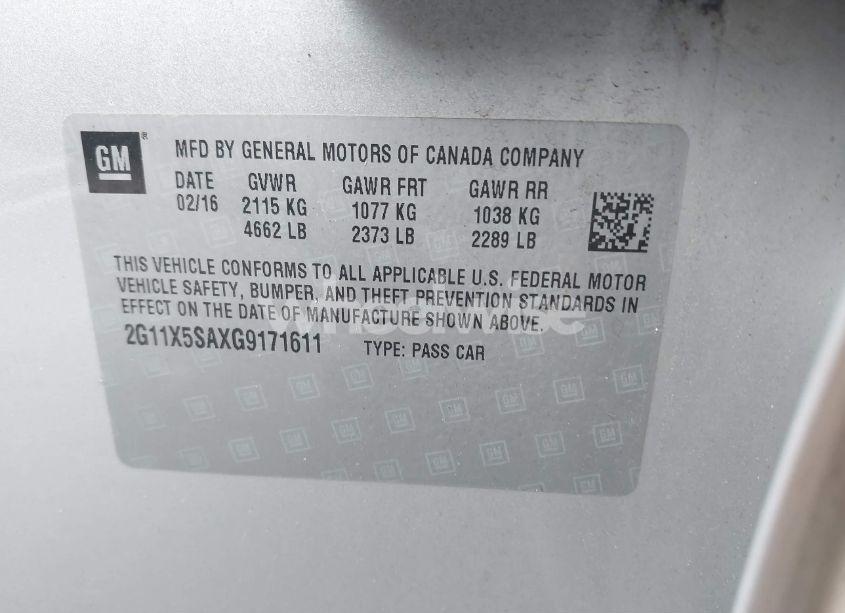 GM ® MFD BY GENERAL MOTORS OF CANADA COMPANY
DATE GVWR GAWR FRT GAWR RR
02/16 2115 KG 1077 KG 1038 KG
4662 LB 2373 LB 2289 LB
THIS VEHICLE CONFORMS TO ALL APPLICABLE U.S. FEDERAL MOTOR
VEHICLE SAFETY, BUMPER, AND THEFT PREVENTION STANDARDS IN
EFFECT ON THE DATE OF MANUFACTURE SHOWN ABOVE.
2G11X5SAXG9171611 TYPE: PASS CAR